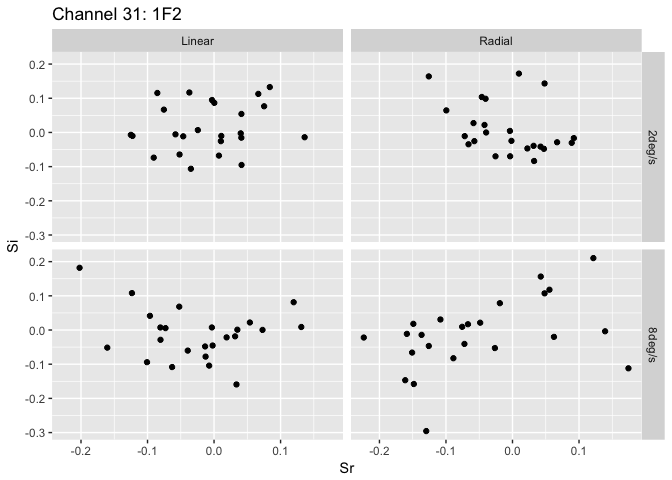 Channel 31: 1F2
Linear
Radial
0.2
0.1
0.0
-0.1
-0.2
-0.3
2deg/s
Si
0.2
0.1
0.0
-0.1
-0.2
-0.3
8deg/s
-0.2 -0.1 0.0 0.1 -0.2 -0.1 0.0 0.1
Sr